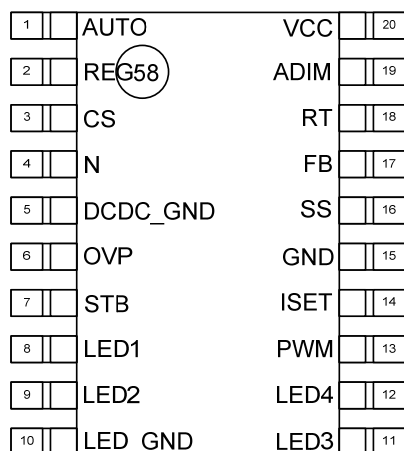 1 AUTO VCC 20
2 REG58 ADIM 19
3 CS RT 18
4 N FB 17
5 DCDC_GND SS 16
6 OVP GND 15
7 STB ISET 14
8 LED1 PWM 13
9 LED2 LED4 12
10 LED_GND LED3 11